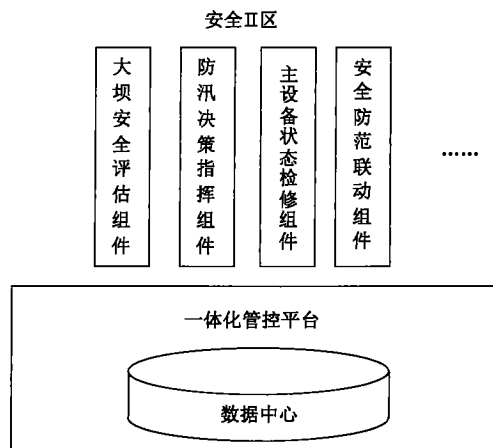 安全Ⅱ区
大坝安全评估组件
防汛决策指挥组件
主设备状态检修组件
安全防范联动组件
……
一体化管控平台
数据中心